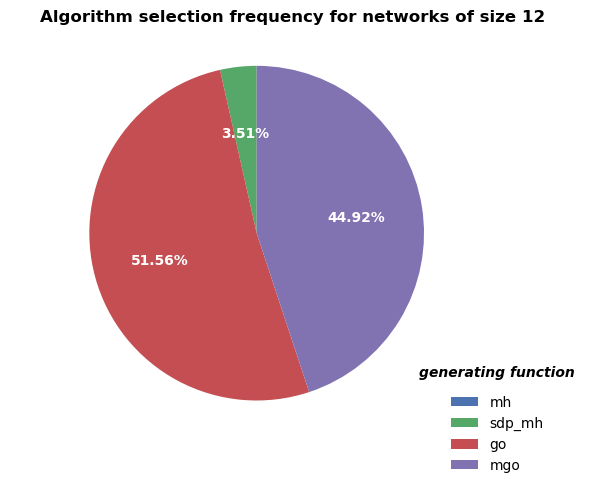 Algorithm selection frequency for networks of size 12
3.51%
44.92%
51.56%
generating function
mh
sdp_mh
go
mgo